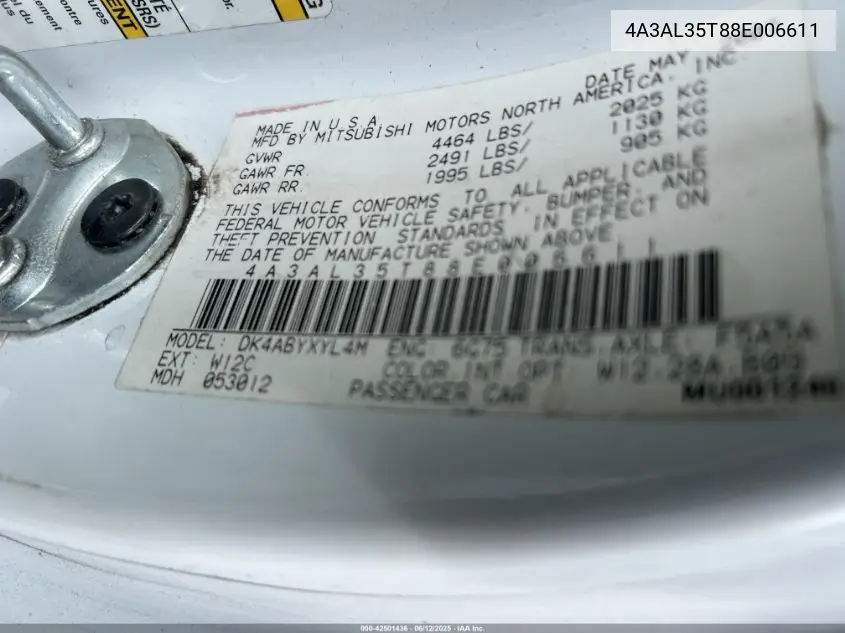 4A3AL35T88E006611
MADE IN U.S.A.
DATE MAY
MFD BY MITSUBISHI MOTORS NORTH AMERICA, INC.
GVWR 4464 LBS/ 2025 KG
GAWR FR. 2491 LBS/ 1130 KG
GAWR RR. 1995 LBS/ 905 KG
THIS VEHICLE CONFORMS TO ALL APPLICABLE
FEDERAL MOTOR VEHICLE SAFETY, BUMPER, AND
THEFT PREVENTION STANDARDS IN EFFECT ON
THE DATE OF MANUFACTURE SHOWN ABOVE
4A3AL35T88E006611
MODEL: DK4ABYXYL4M ENG 6G75 TRANS. AXLE: F5A5A
EXT: W12C COLOR INT OPT W12
MDH 053012 PASSENGER CAR
000-42501436 - 06/12/2025 - IAA Inc.